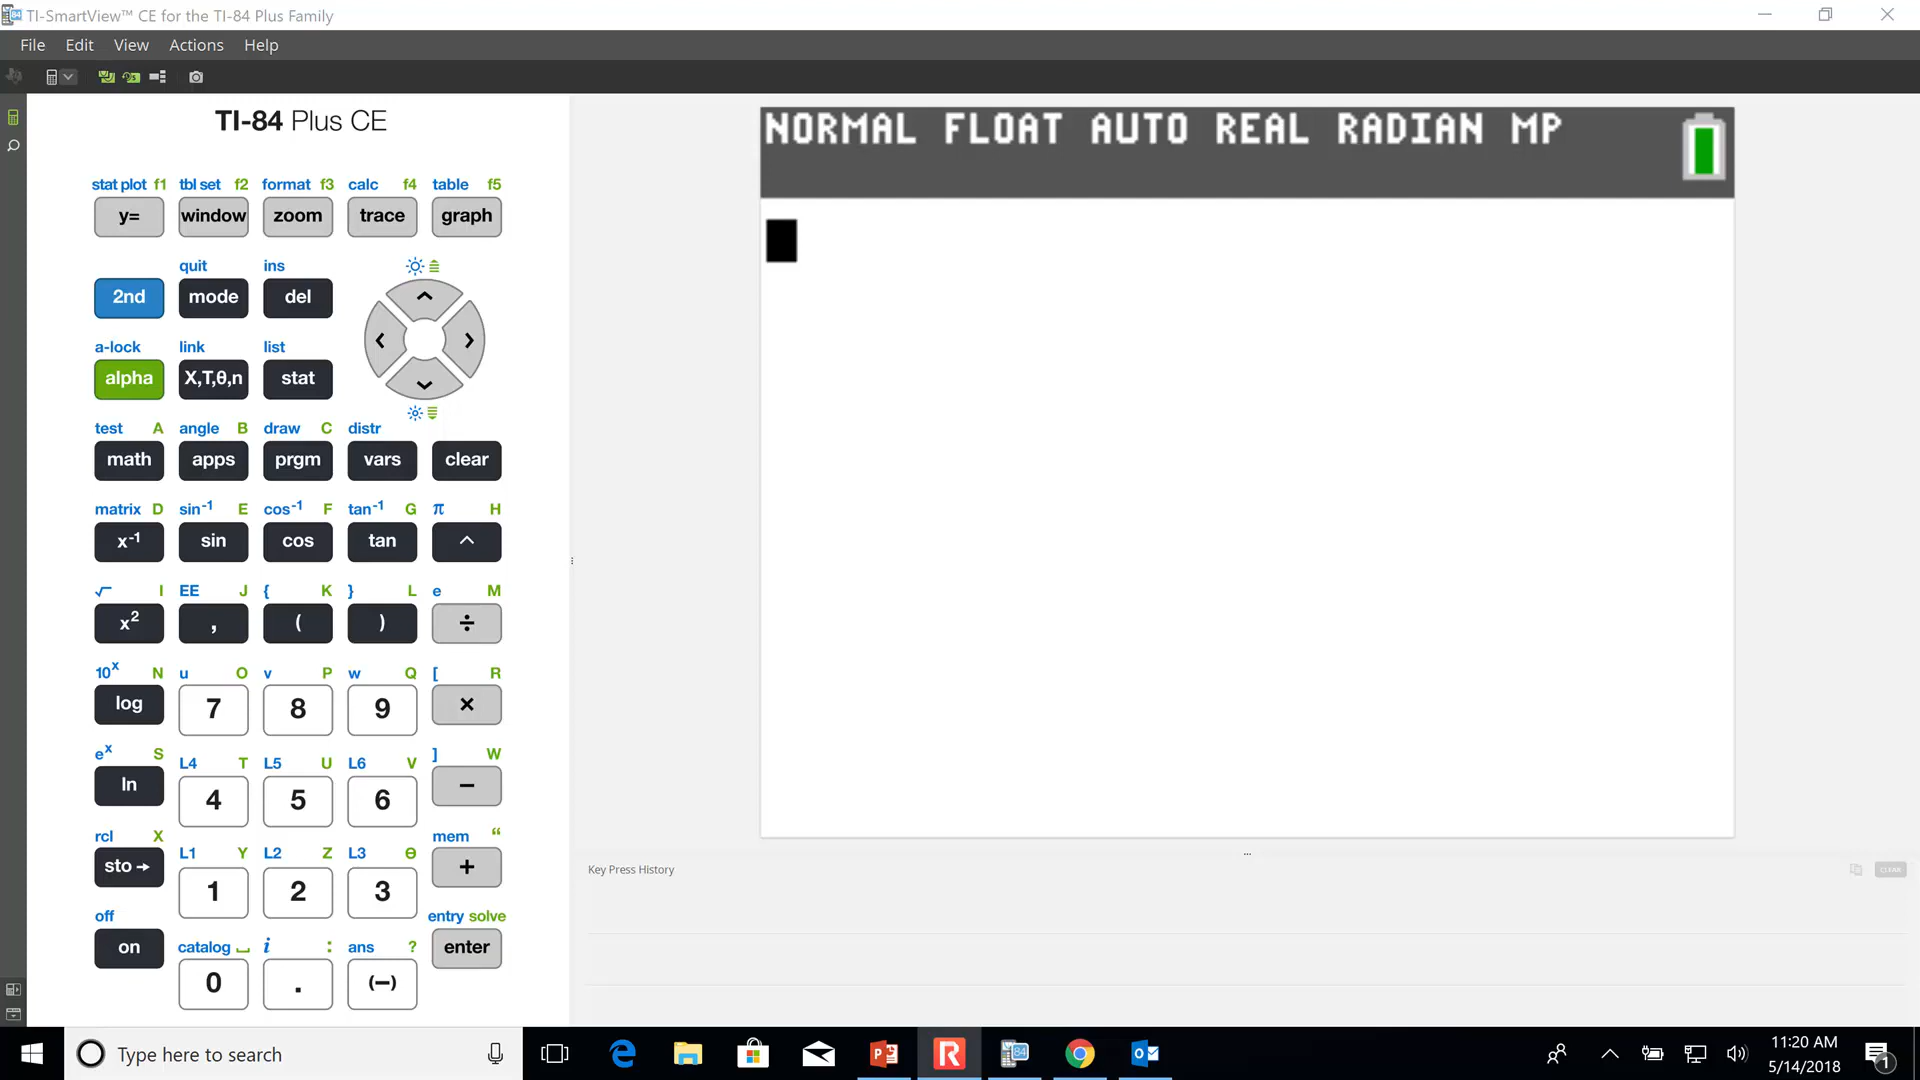 TI-SmartView™ CE for the TI-84 Plus Family
File Edit View Actions Help
TI-84 Plus CE
NORMAL FLOAT AUTO REAL RADIAN MP
stat plot f1 tbl set f2 format f3 calc f4 table f5
y= window zoom trace graph
quit ins
2nd mode del
a-lock link list
alpha X,T,θ,n stat
test A angle B draw C distr
math apps prgm vars clear
matrix D sin⁻¹ E cos⁻¹ F tan⁻¹ G π H
x⁻¹ sin cos tan ^
√ I EE J { K } L e M
x² , ( ) ÷
10ˣ N u O v P w Q [ R
log 7 8 9 ×
eˣ S L4 T L5 U L6 V ] W
ln 4 5 6 −
rcl X L1 Y L2 Z L3 θ mem “
sto→ 1 2 3 +
off catalog ⎵ i : ans ? entry solve
on 0 . (−) enter
Key Press History
CLEAR
Type here to search
11:20 AM
5/14/2018
1